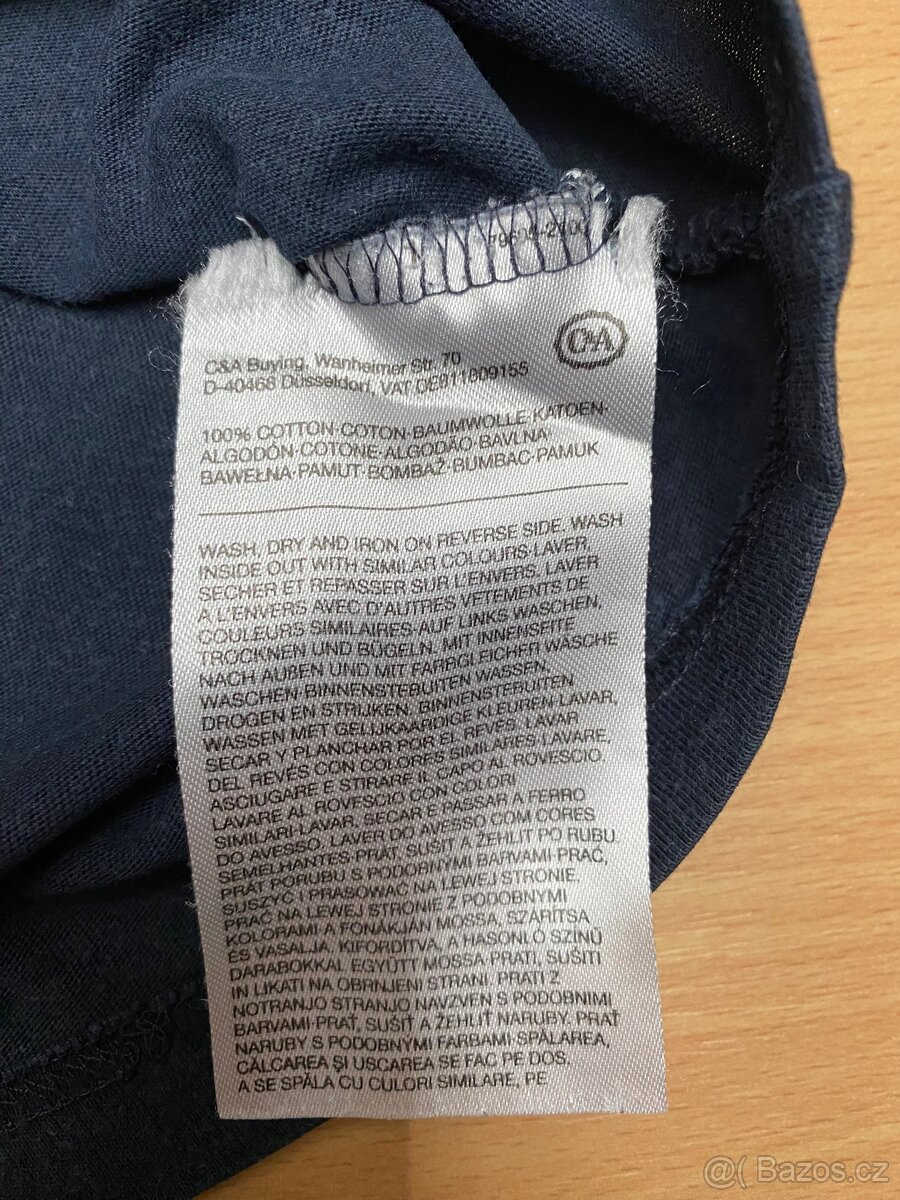 C&A
C&A Buying, Wanheimer Str. 70
D-40468 Düsseldorf, VAT DE811809155
100% COTTON·COTON·BAUMWOLLE·KATOEN·
ALGODÓN·COTONE·ALGODÃO·BAVLNA·
BAWEŁNA·PAMUT·BOMBAŽ·BUMBAC·PAMUK
WASH, DRY AND IRON ON REVERSE SIDE. WASH
INSIDE OUT WITH SIMILAR COLOURS·LAVER,
SECHER ET REPASSER SUR L'ENVERS. LAVER
A L'ENVERS AVEC D'AUTRES VETEMENTS DE
COULEURS SIMILAIRES·AUF LINKS WASCHEN,
TROCKNEN UND BÜGELN. MIT INNENSEITE
NACH AUßEN UND MIT FARBGLEICHER WÄSCHE
WASCHEN·BINNENSTEBUITEN WASSEN,
DROGEN EN STRIJKEN. BINNENSTEBUITEN
WASSEN MET GELIJKAARDIGE KLEUREN·LAVAR,
SECAR Y PLANCHAR POR EL REVÉS. LAVAR
DEL REVÉS CON COLORES SIMILARES·LAVARE,
ASCIUGARE E STIRARE IL CAPO AL ROVESCIO.
LAVARE AL ROVESCIO CON COLORI
SIMILARI·LAVAR, SECAR E PASSAR A FERRO
DO AVESSO. LAVER DO AVESSO COM CORES
SEMELHANTES·PRÁT, SUŠIT A ŽEHLIT PO RUBU.
PRÁT PORUBU S PODOBNÝMI BARVAMI·PRAĆ,
SUSZYĆ I PRASOWAĆ NA LEWEJ STRONIE.
PRAĆ NA LEWEJ STRONIE Z PODOBNYMI
KOLORAMI·A FONÁKJÁN MOSSA, SZÁRÍTSA
ÉS VASALJA. KIFORDÍTVA, A HASONLÓ SZÍNŰ
DARABOKKAL EGYÜTT MOSSA·PRATI, SUŠITI
IN LIKATI NA OBRNJENI STRANI. PRATI Z
NOTRANJO STRANJO NAVZVEN S PODOBNIMI
BARVAMI·PRAŤ, SUŠIŤ A ŽEHLIŤ NARUBY. PRAŤ
NARUBY S PODOBNÝMI FARBAMI·SPĂLAREA,
CĂLCAREA ŞI USCAREA SE FAC PE DOS.
A SE SPĂLA CU CULORI SIMILARE, PE
@( Bazos.cz